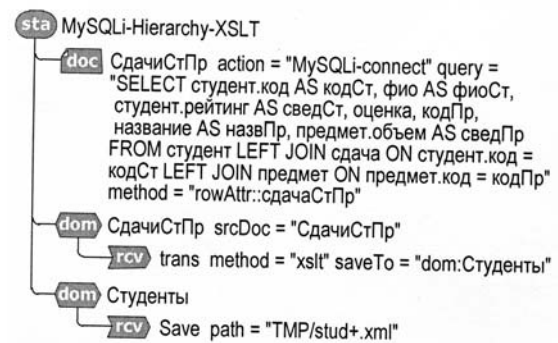 sta MySQLi-Hierarchy-XSLT
doc СдачиСтПр action = "MySQLi-connect" query =
"SELECT студент.код AS кодСт, фио AS фиоСт,
студент.рейтинг AS сведСт, оценка, кодПр,
название AS назвПр, предмет.объем AS сведПр
FROM студент LEFT JOIN сдача ON студент.код =
кодСт LEFT JOIN предмет ON предмет.код = кодПр"
method = "rowAttr::сдачаСтПр"
dom СдачиСтПр srcDoc = "СдачиСтПр"
rcv trans method = "xslt" saveTo = "dom:Студенты"
dom Студенты
rcv Save path = "TMP/stud+.xml"